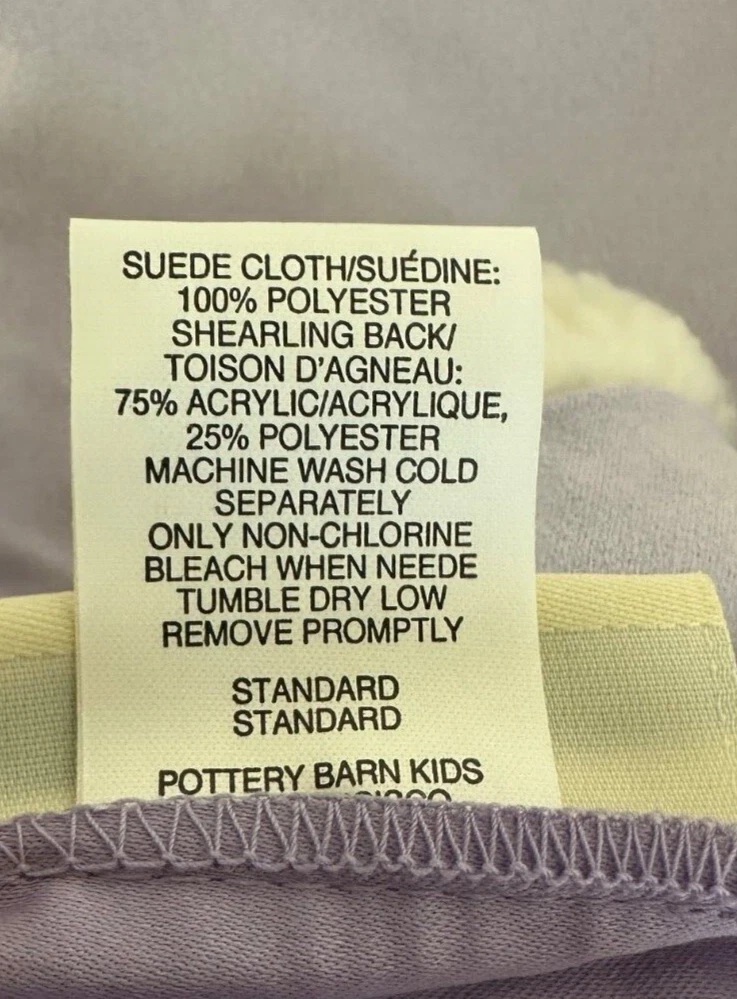 SUEDE CLOTH/SUÉDINE:
100% POLYESTER
SHEARLING BACK/
TOISON D'AGNEAU:
75% ACRYLIC/ACRYLIQUE,
25% POLYESTER
MACHINE WASH COLD
SEPARATELY
ONLY NON-CHLORINE
BLEACH WHEN NEEDE
TUMBLE DRY LOW
REMOVE PROMPTLY
STANDARD
STANDARD
POTTERY BARN KIDS